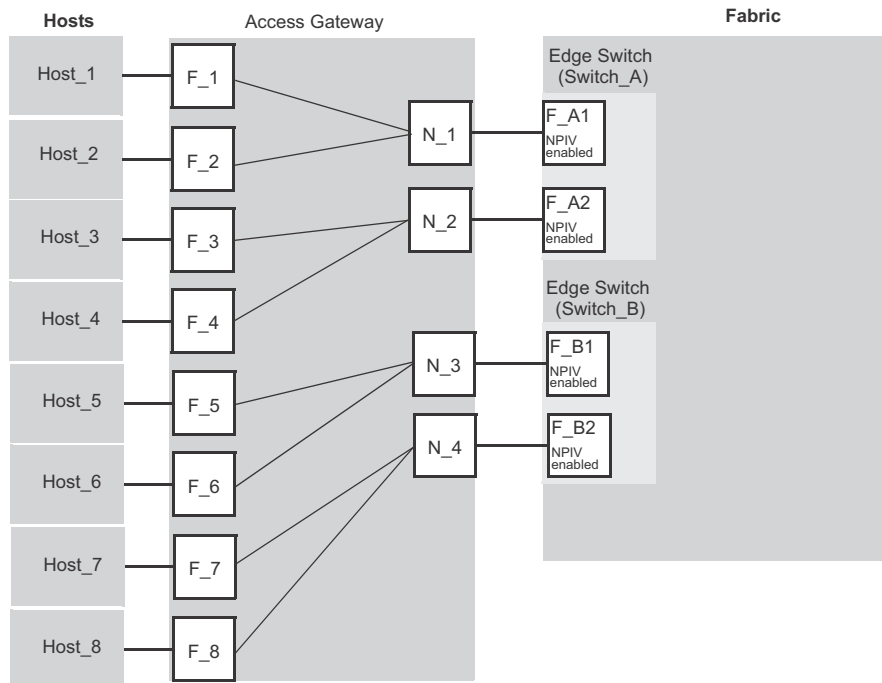 Hosts
Access Gateway
Fabric
Host_1
F_1
Edge Switch
(Switch_A)
N_1
F_A1
NPIV
enabled
Host_2
F_2
Host_3
F_3
N_2
F_A2
NPIV
enabled
Host_4
F_4
Edge Switch
(Switch_B)
N_3
F_B1
NPIV
enabled
Host_5
F_5
N_4
F_B2
NPIV
enabled
Host_6
F_6
Host_7
F_7
Host_8
F_8